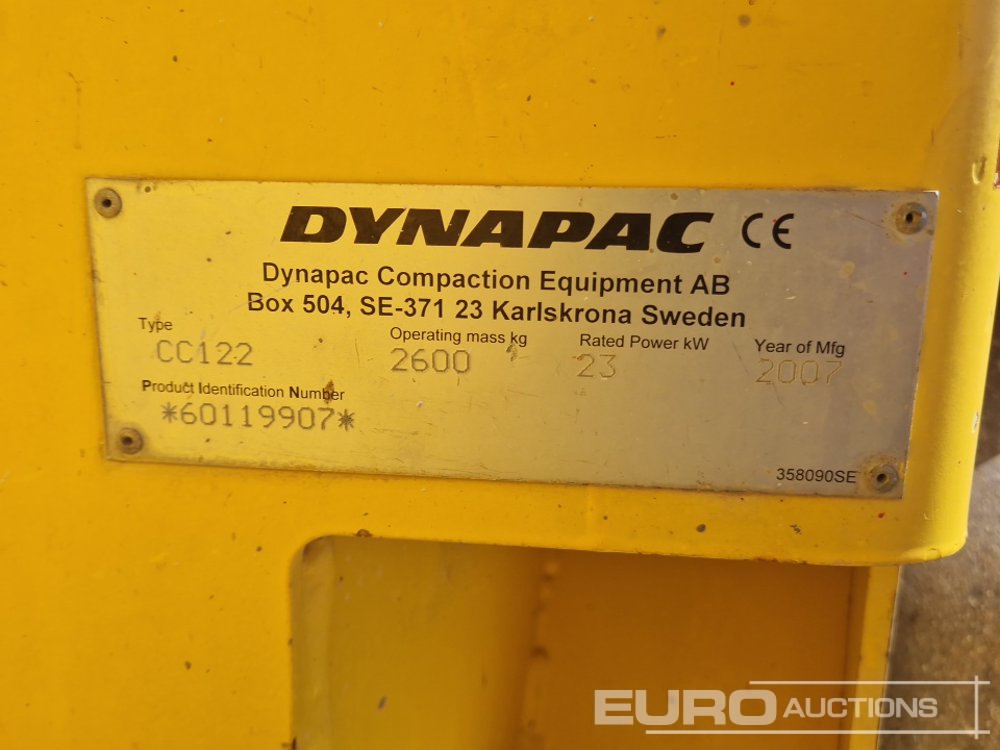 DYNAPAC CE
Dynapac Compaction Equipment AB
Box 504, SE-371 23 Karlskrona Sweden
Type Operating mass kg Rated Power kW Year of Mfg
CC122 2600 23 2007
Product Identification Number
*60119907*
358090SE
EURO AUCTIONS